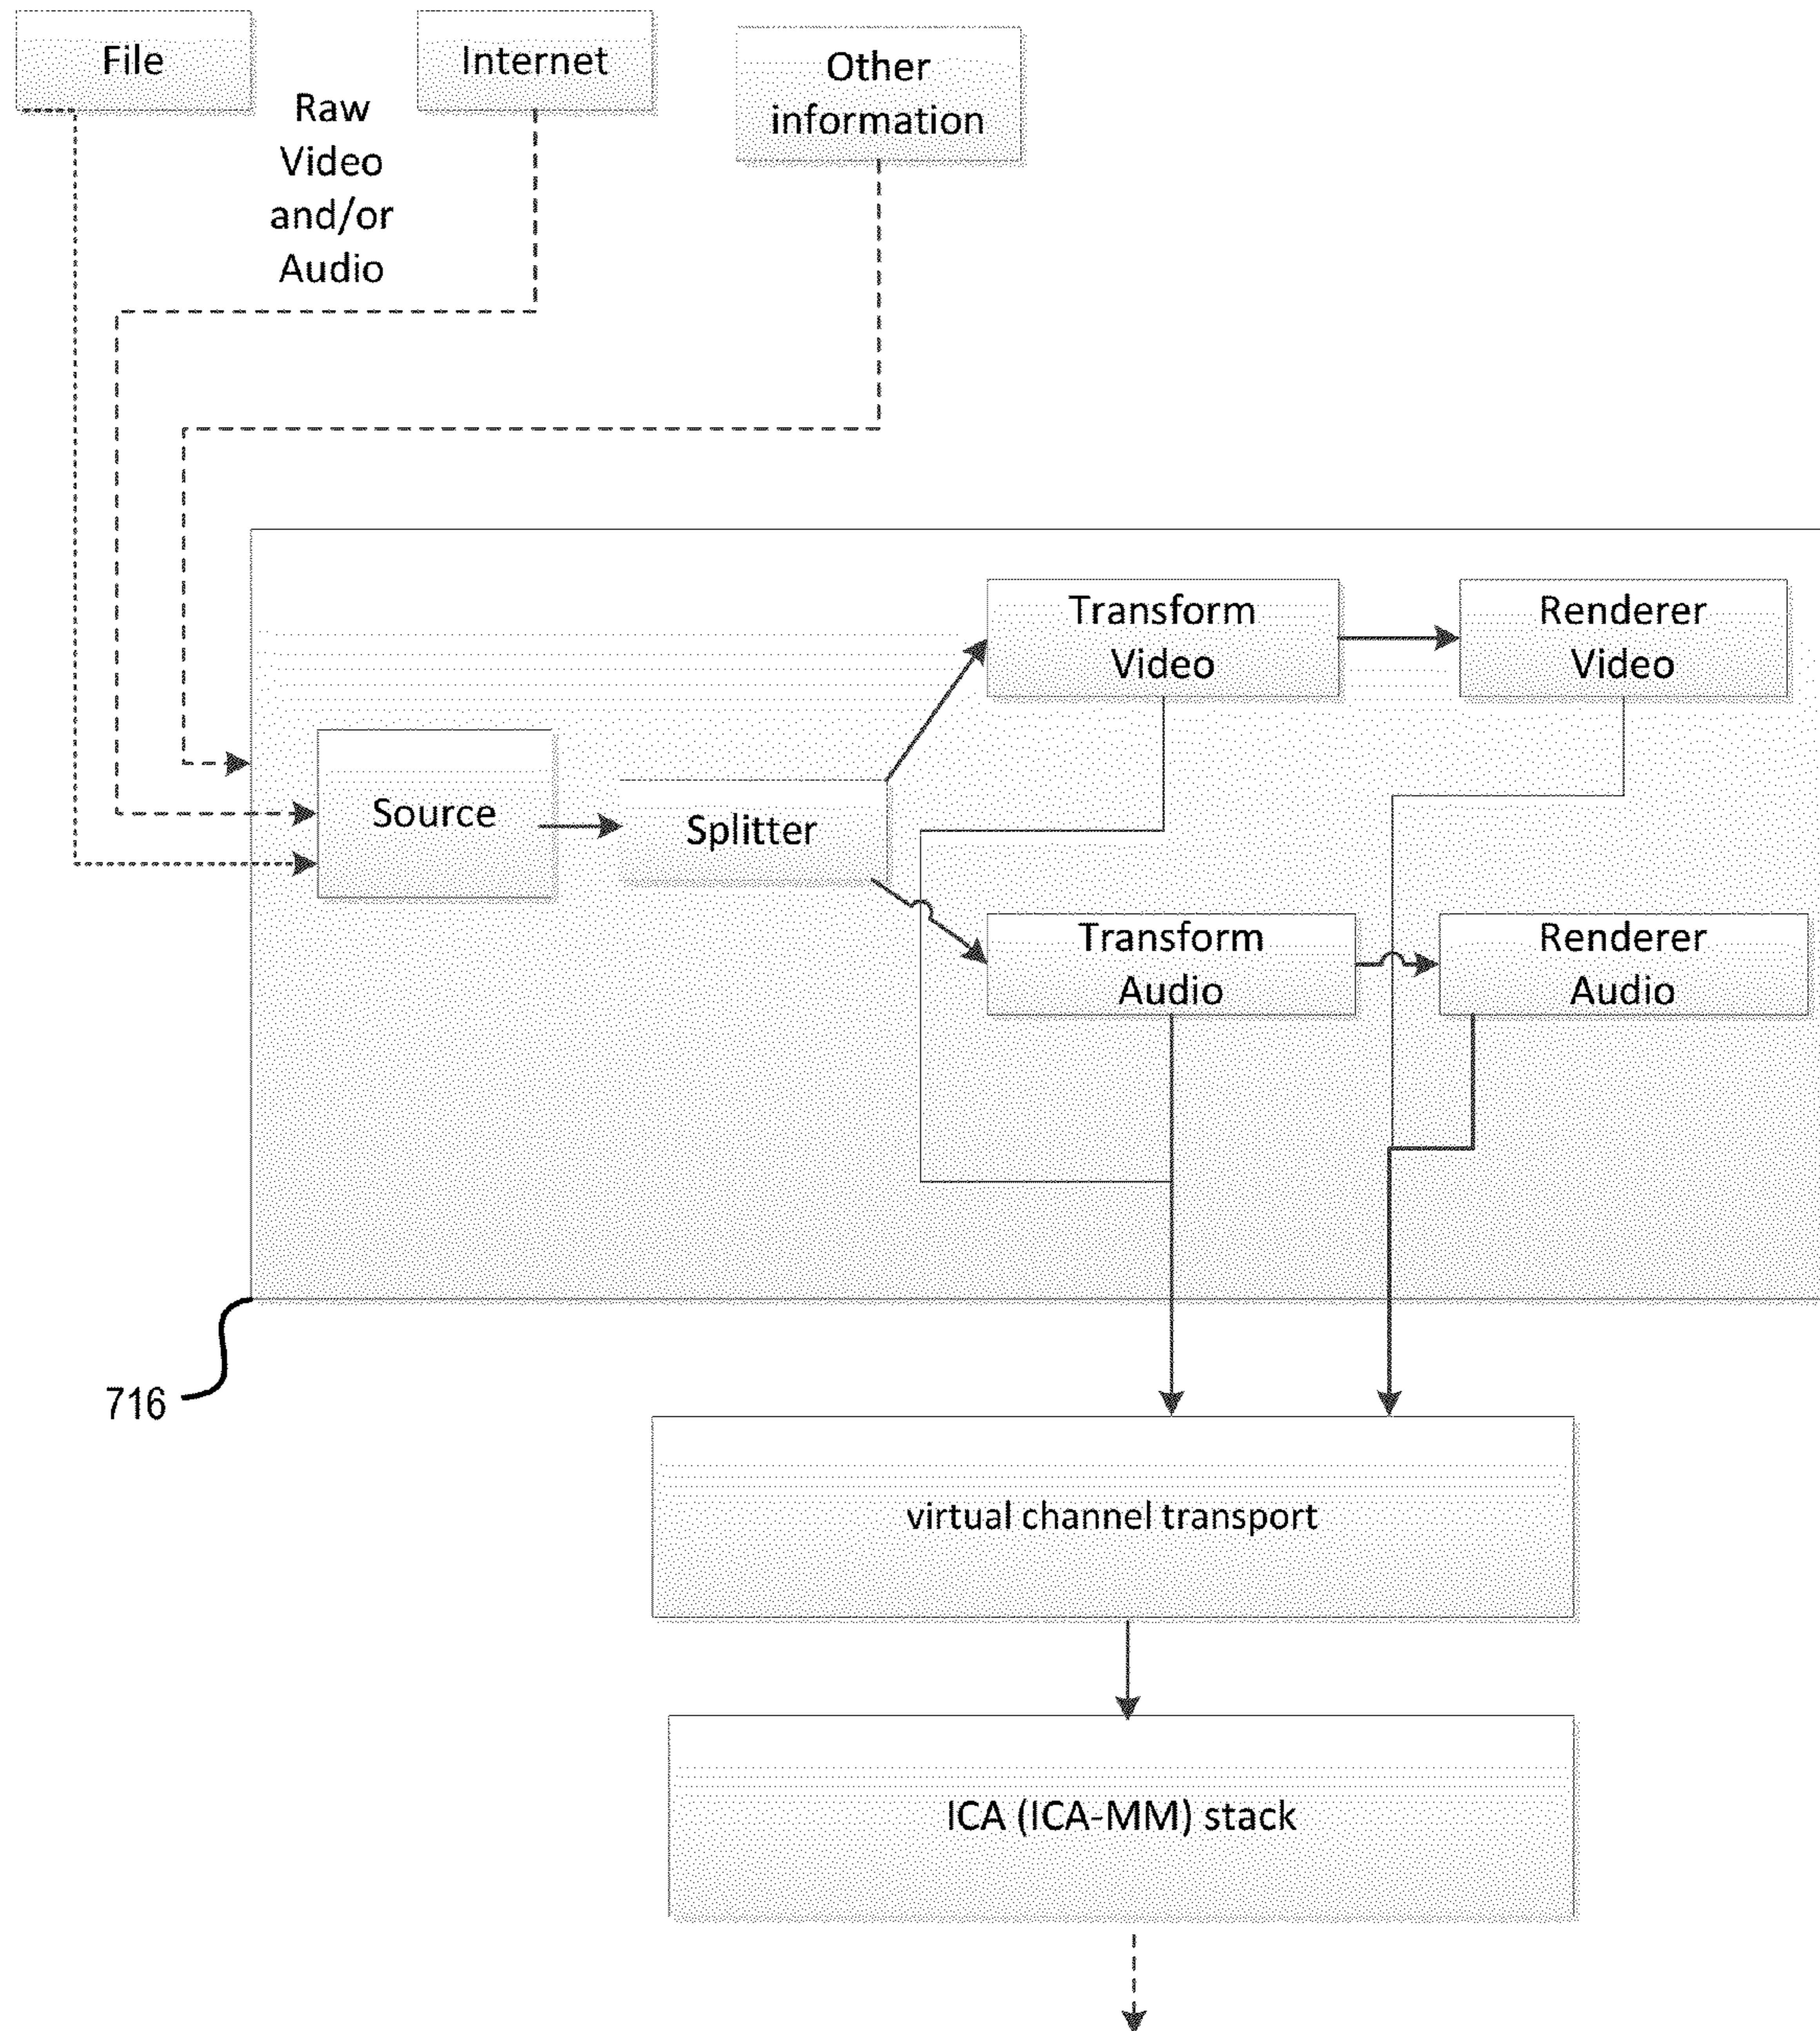 File
Internet
Other
information
Raw
Video
and/or
Audio
Transform
Video
Renderer
Video
Source
Splitter
Transform
Audio
Renderer
Audio
716
virtual channel transport
ICA (ICA-MM) stack